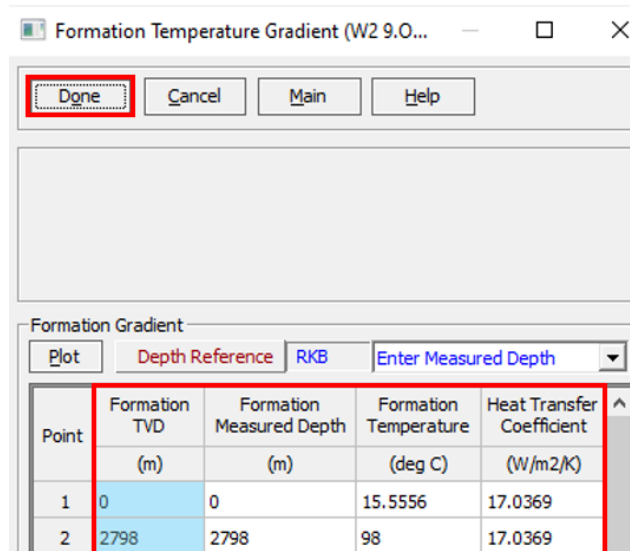 Formation Temperature Gradient (W2 9.O...
Done Cancel Main Help
Formation Gradient
Plot Depth Reference RKB Enter Measured Depth
Point Formation TVD Formation Measured Depth Formation Temperature Heat Transfer Coefficient
(m) (m) (deg C) (W/m2/K)
1 0 0 15.5556 17.0369
2 2798 2798 98 17.0369